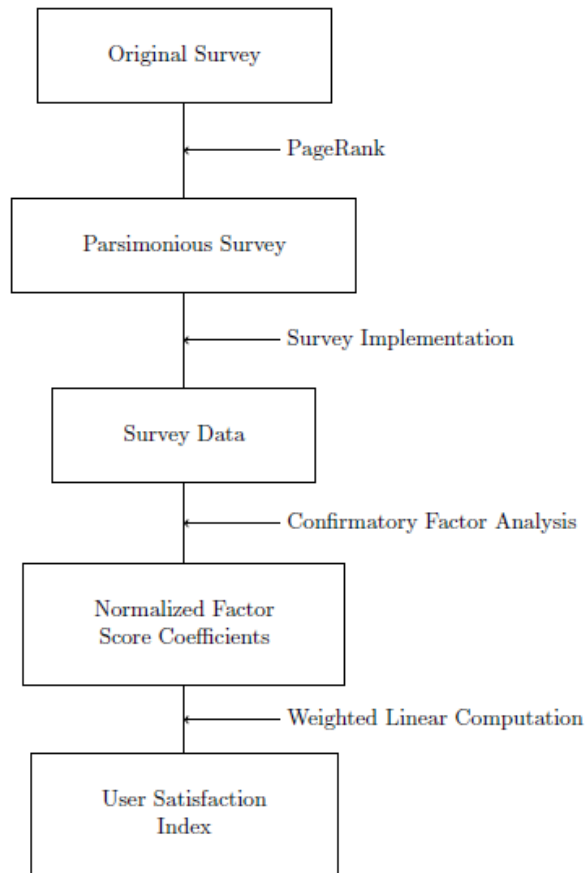 Original Survey
PageRank
Parsimonious Survey
Survey Implementation
Survey Data
Confirmatory Factor Analysis
Normalized Factor
Score Coefficients
Weighted Linear Computation
User Satisfaction
Index